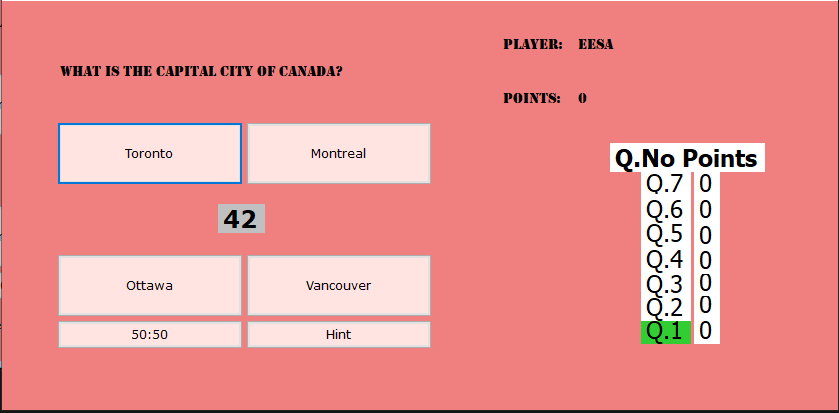 PLAYER: EESA
WHAT IS THE CAPITAL CITY OF CANADA?
POINTS: 0
Toronto
Montreal
42
Ottawa
Vancouver
50:50
Hint
Q.No Points
Q.7 0
Q.6 0
Q.5 0
Q.4 0
Q.3 0
Q.2 0
Q.1 0